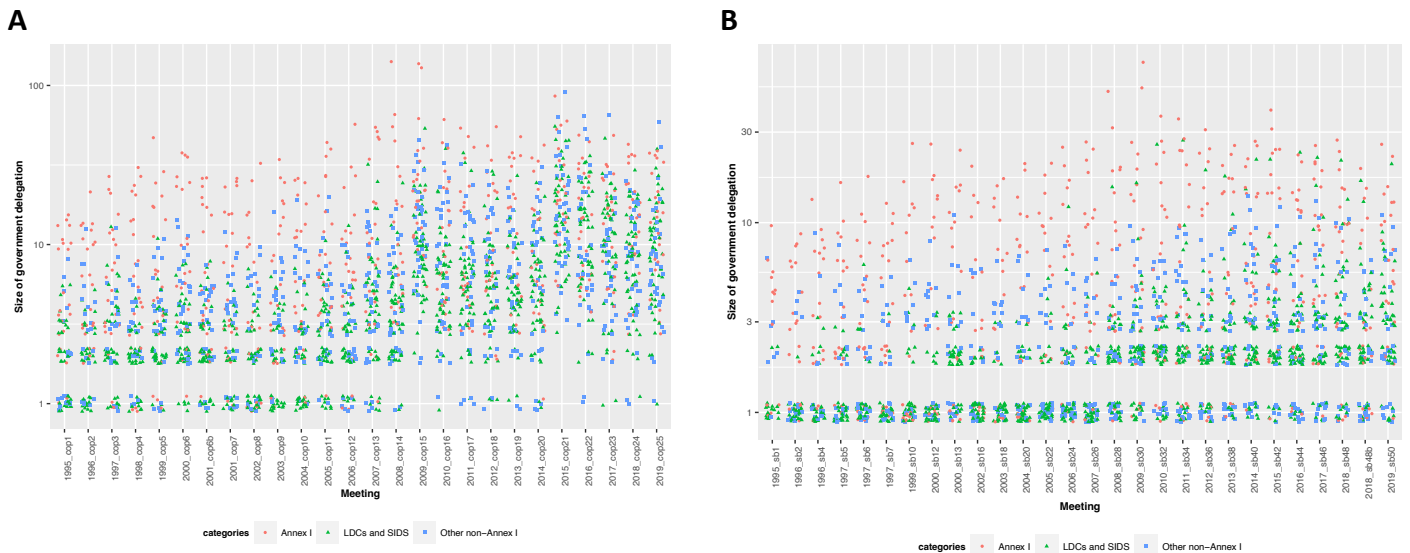 A
B
Size of government delegation
100
10
3
1
1995_cop1
1996_cop2
1997_cop3
1998_cop4
1999_cop5
2000_cop6
2001_cop6b
2001_cop7
2002_cop8
2003_cop9
2004_cop10
2005_cop11
2006_cop12
2007_cop13
2008_cop14
2009_cop15
2010_cop16
2011_cop17
2012_cop18
2013_cop19
2014_cop20
2015_cop21
2016_cop22
2017_cop23
2018_cop24
2019_cop25
Meeting
categories Annex I LDCs and SIDS Other non-Annex I
Size of government delegation
30
10
3
1
1995_sb1
1996_sb2
1996_sb4
1997_sb5
1997_sb6
1997_sb7
1999_sb10
2000_sb12
2000_sb13
2002_sb16
2003_sb18
2004_sb20
2005_sb22
2006_sb24
2007_sb26
2008_sb28
2009_sb30
2010_sb32
2011_sb34
2012_sb36
2013_sb38
2014_sb40
2015_sb42
2016_sb44
2017_sb46
2018_sb48
2018_sb48b
2019_sb50
Meeting
categories Annex I LDCs and SIDS Other non-Annex I